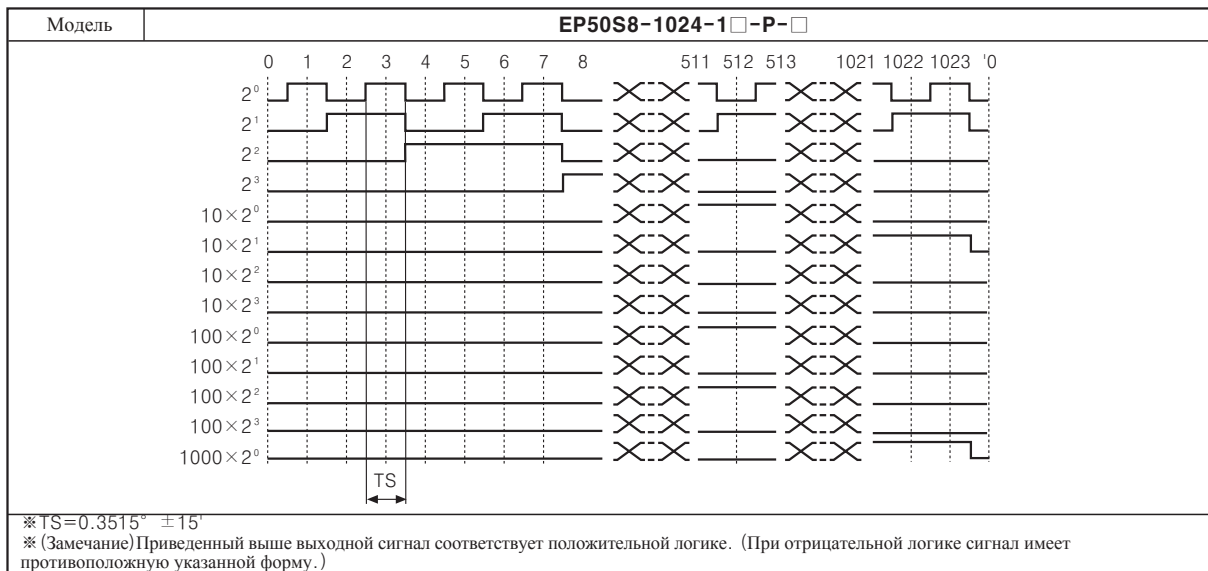 Модель EP50S8-1024-1□-P-□
0 1 2 3 4 5 6 7 8 511 512 513 1021 1022 1023 '0
2⁰
2¹
2²
2³
10×2⁰
10×2¹
10×2²
10×2³
100×2⁰
100×2¹
100×2²
100×2³
1000×2⁰
TS
※TS=0.3515° ±15'
※(Замечание)Приведенный выше выходной сигнал соответствует положительной логике. (При отрицательной логике сигнал имеет
противоположную указанной форму.)